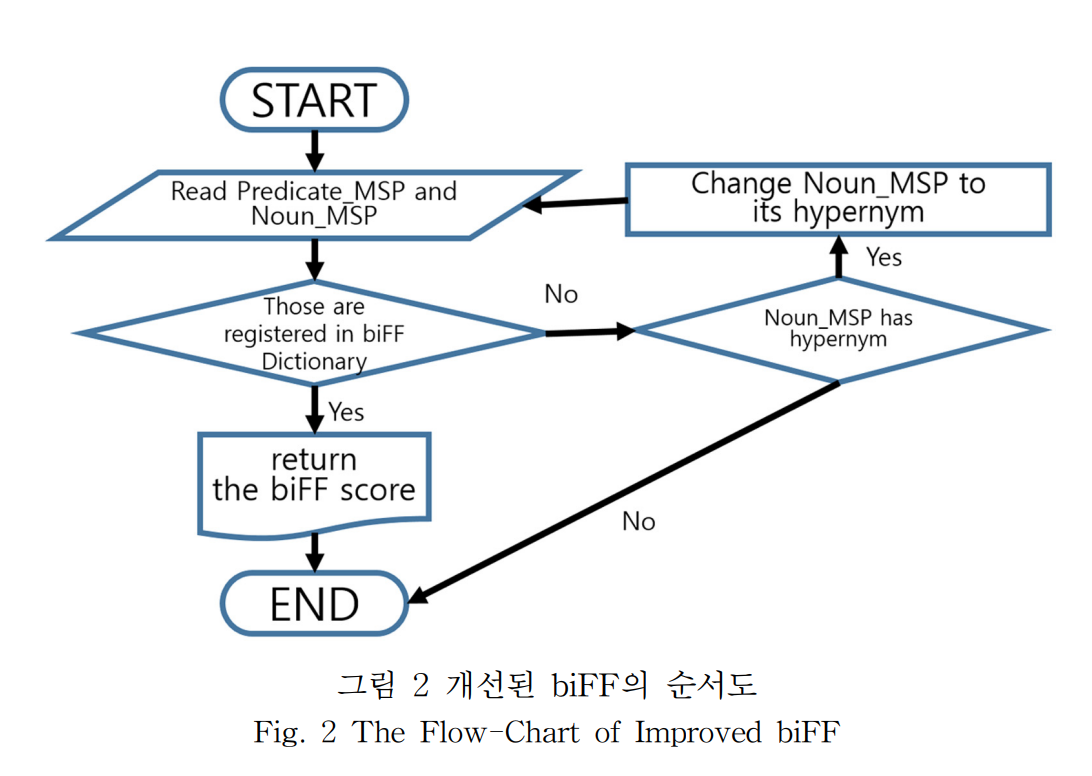 START
Read Predicate_MSP and
Noun_MSP
Change Noun_MSP to
its hypernym
Yes
Those are
registered in biFF
Dictionary
No
Noun_MSP has
hypernym
Yes
return
the biFF score
No
END
그림 2 개선된 biFF의 순서도
Fig. 2 The Flow-Chart of Improved biFF